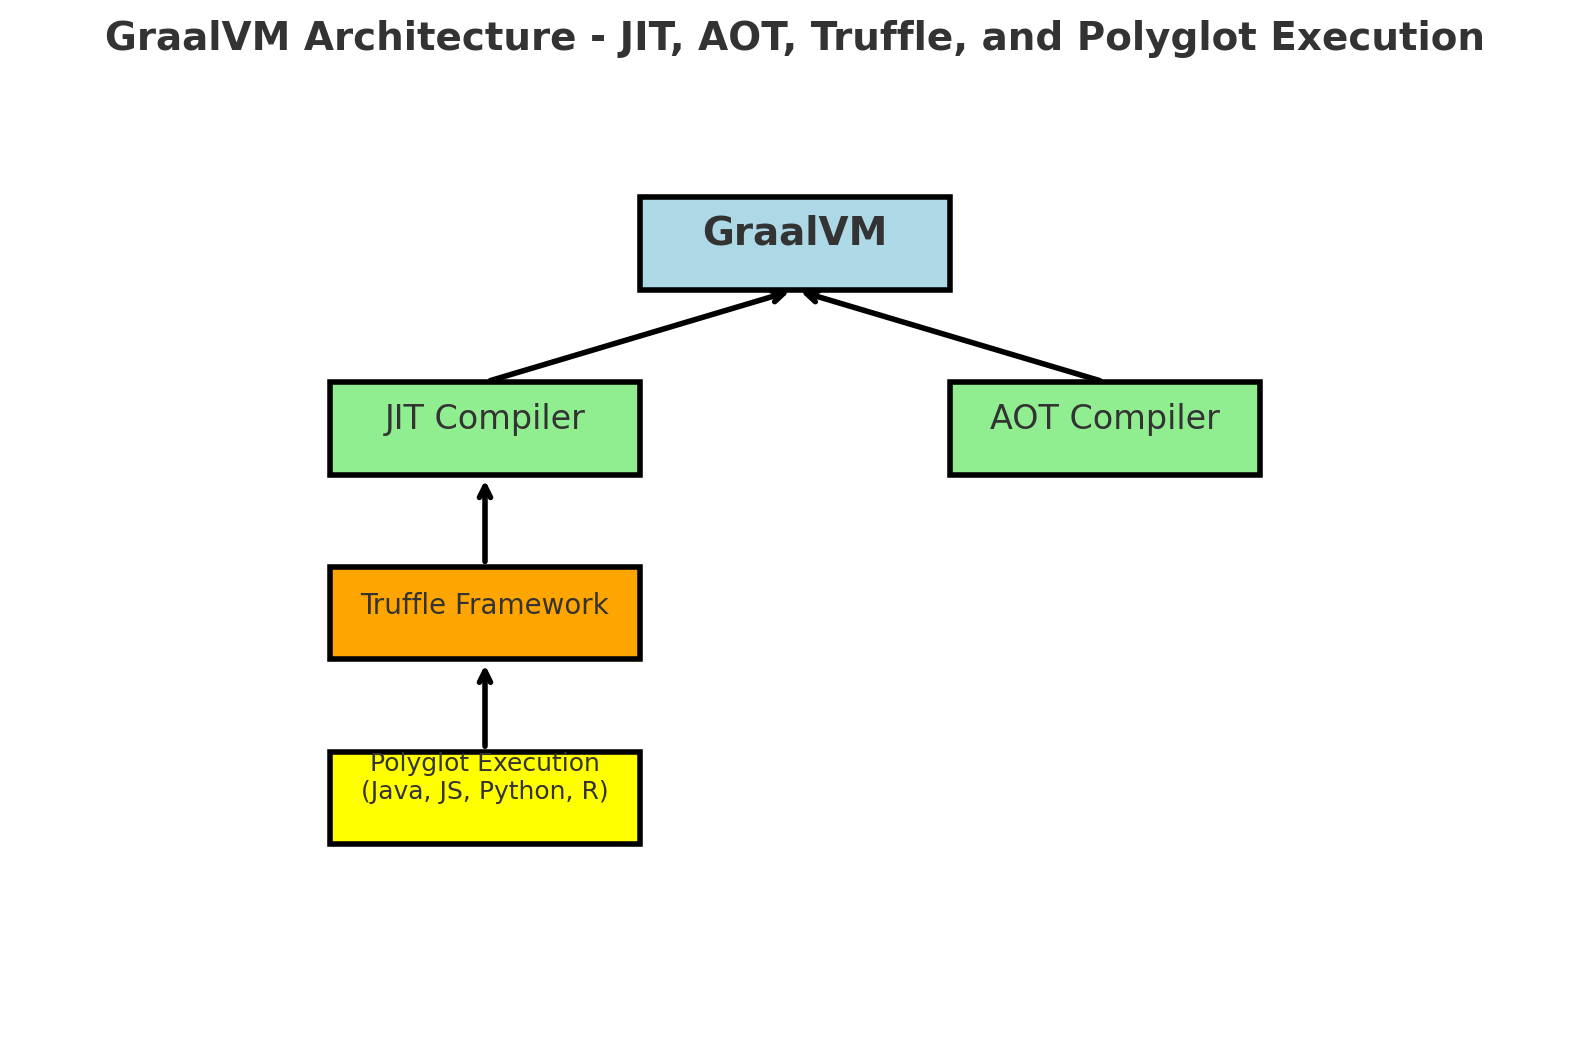 GraalVM Architecture - JIT, AOT, Truffle, and Polyglot Execution
GraalVM
JIT Compiler
AOT Compiler
Truffle Framework
Polyglot Execution
(Java, JS, Python, R)